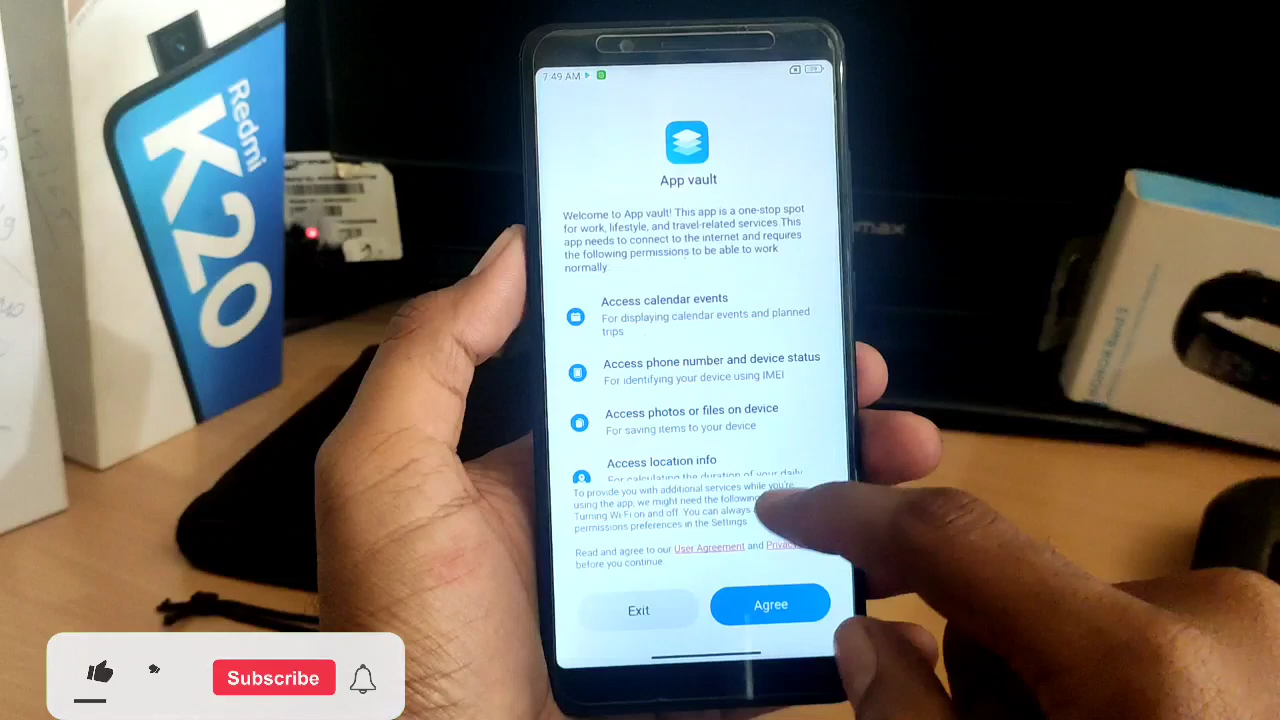 Redmi
K20
7:49 AM
App vault
Welcome to App vault! This app is a one-stop spot
for work, lifestyle, and travel-related services.This
app needs to connect to the internet and requires
the following permissions to be able to work
normally
Access calendar events
For displaying calendar events and planned
trips
Access phone number and device status
For identifying your device using IMEI
Access photos or files on device
For saving items to your device
Access location info
For calculating the duration of your daily
To provide you with additional services while you're
using the app, we might need the following
Turning Wi-Fi on and off. You can always
permissions preferences in the Settings.
Read and agree to our User Agreement and Privacy
before you continue.
Exit
Agree
HONOR Band 5
Subscribe